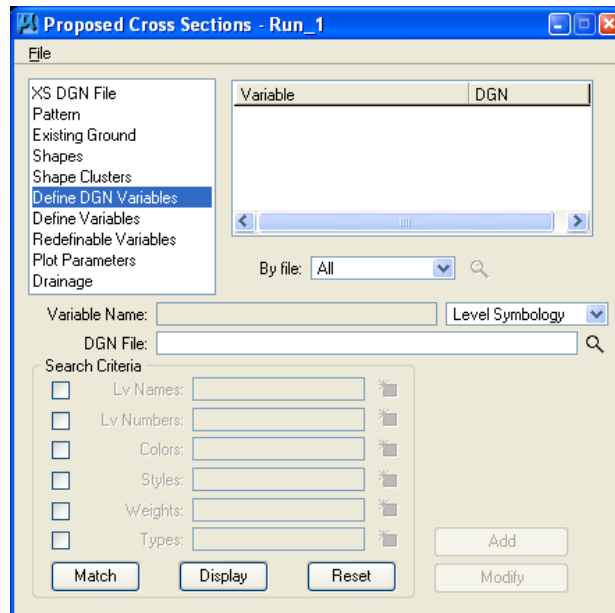 Proposed Cross Sections - Run_1
File
XS DGN File
Pattern
Existing Ground
Shapes
Shape Clusters
Define DGN Variables
Define Variables
Redefinable Variables
Plot Parameters
Drainage
Variable DGN
By file: All
Variable Name: Level Symbology
DGN File:
Search Criteria
Lv Names:
Lv Numbers:
Colors:
Styles:
Weights:
Types:
Match Display Reset
Add
Modify